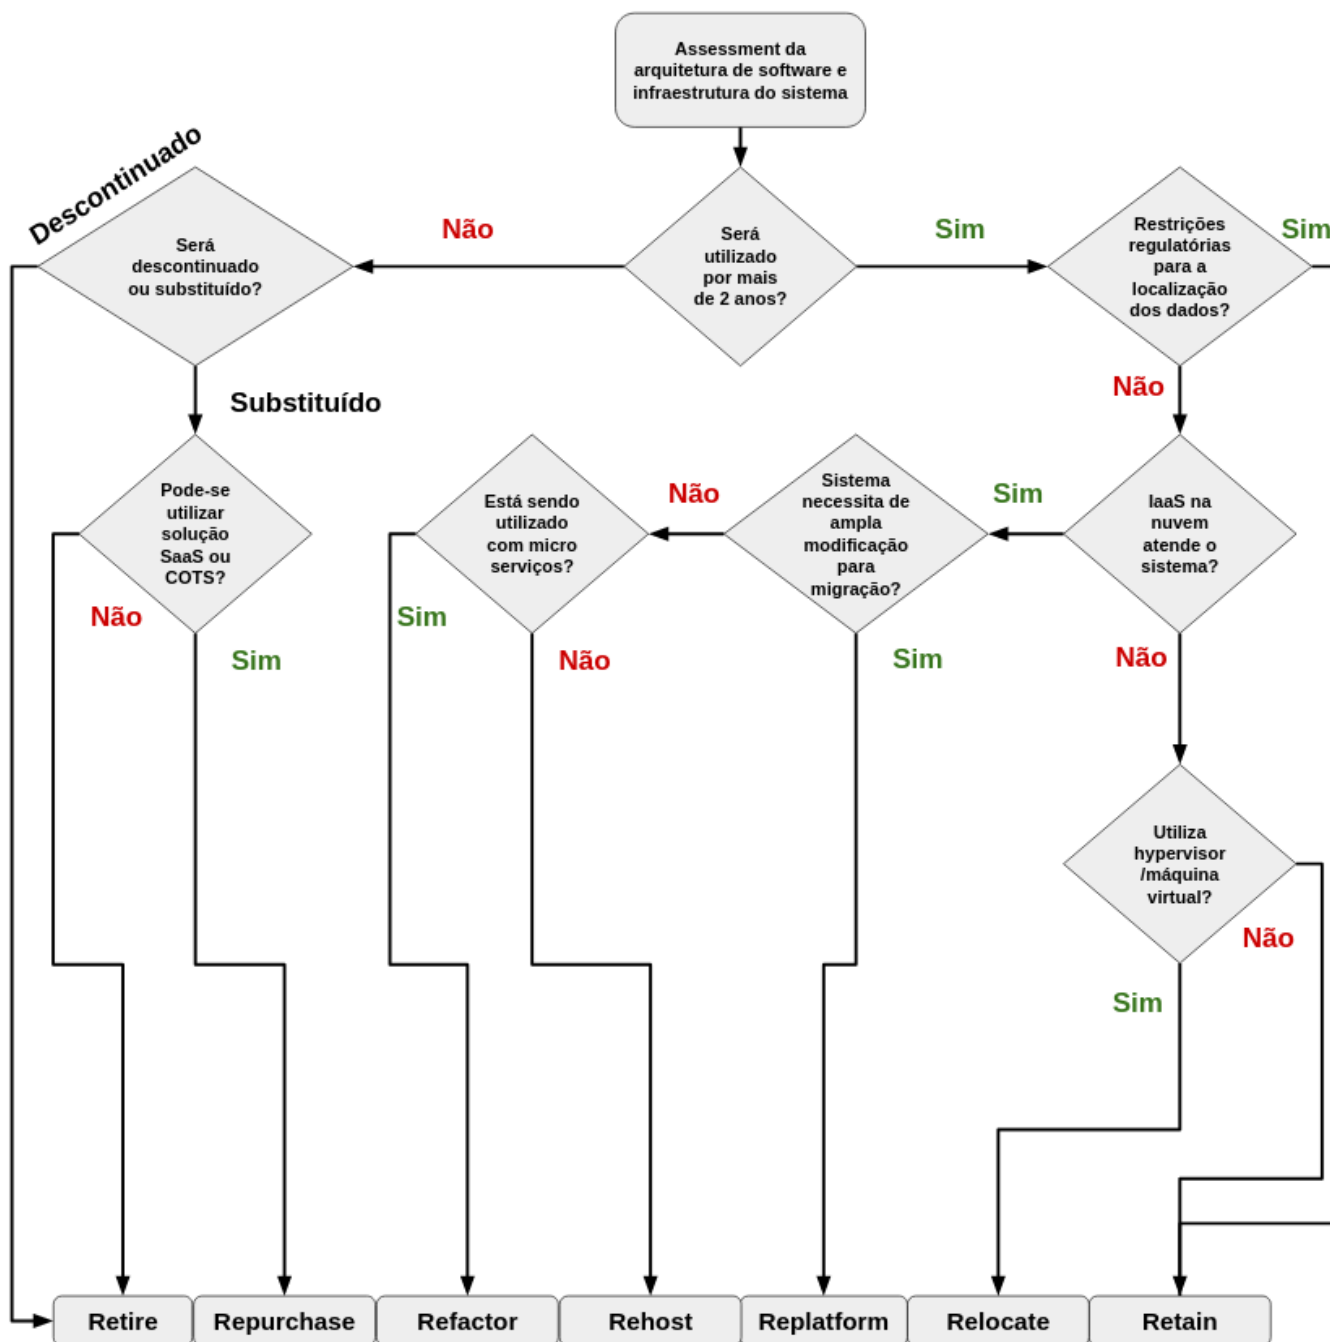 Assessment da
arquitetura de software e
infraestrutura do sistema
Descontinuado
Será
descontinuado
ou substituído?
Não
Será
utilizado
por mais
de 2 anos?
Sim
Restrições
regulatórias
para a
localização
dos dados?
Sim
Substituído
Não
Pode-se
utilizar
solução
SaaS ou
COTS?
Está sendo
utilizado
com micro
serviços?
Não
Sistema
necessita de
ampla
modificação
para
migração?
Sim
IaaS na
nuvem
atende o
sistema?
Não
Sim
Sim
Não
Sim
Não
Utiliza
hypervisor
/máquina
virtual?
Não
Sim
Retire
Repurchase
Refactor
Rehost
Replatform
Relocate
Retain